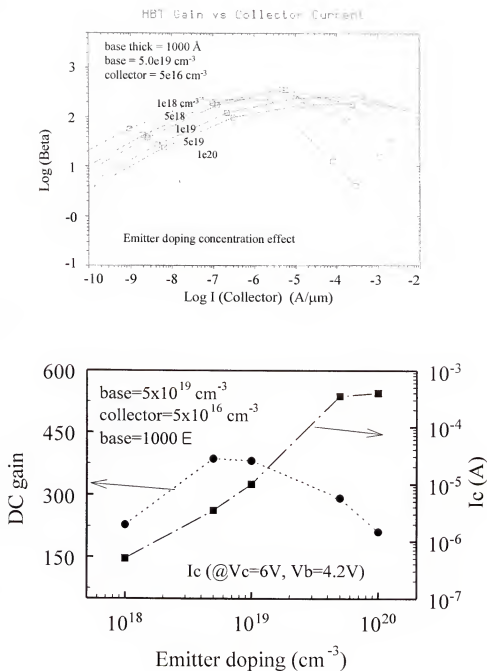 HBT Gain vs Collector Current
base thick = 1000 Å
base = 5.0e19 cm⁻³
collector = 5e16 cm⁻³
1e18 cm⁻³
5e18
1e19
5e19
1e20
Emitter doping concentration effect
Log (Beta)
3
2
1
-0
-1
-10 -9 -8 -7 -6 -5 -4 -3 -2
Log I (Collector) (A/μm)
600
450
300
150
DC gain
base=5x10¹⁹ cm⁻³
collector=5x10¹⁶ cm⁻³
base=1000 E
Ic (@Vc=6V, Vb=4.2V)
10⁻³
10⁻⁴
10⁻⁵
10⁻⁶
10⁻⁷
Ic (A)
10¹⁸ 10¹⁹ 10²⁰
Emitter doping (cm⁻³)